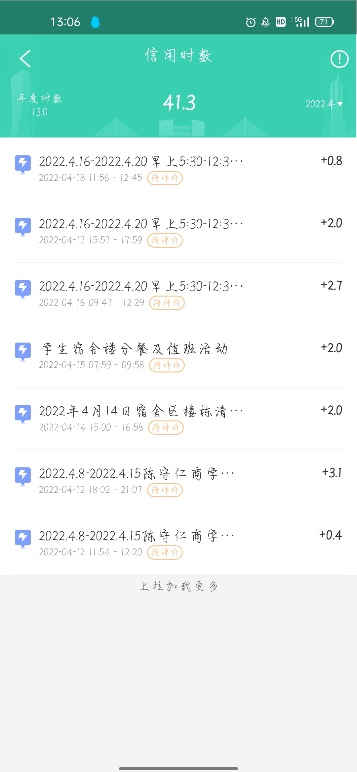 13:06
HD
5G
71
信用时数
年度时数
13.0
41.3
2022年▾
2022.4.16-2022.4.20早上5:30-12:3…
+0.8
2022-04-18 11:56 - 12:45 待评价
2022.4.16-2022.4.20早上5:30-12:3…
+2.0
2022-04-17 15:57 - 17:59 待评价
2022.4.16-2022.4.20早上5:30-12:3…
+2.7
2022-04-16 09:47 - 12:29 待评价
学生宿舍楼分餐及值班活动
+2.0
2022-04-15 07:59 - 09:58 待评价
2022年4月14日宿舍区楼栋清…
+2.0
2022-04-14 15:00 - 16:58 待评价
2022.4.8-2022.4.15陈守仁商学…
+3.1
2022-04-12 18:02 - 21:07 待评价
2022.4.8-2022.4.15陈守仁商学…
+0.4
2022-04-12 11:54 - 12:20 待评价
上拉加载更多